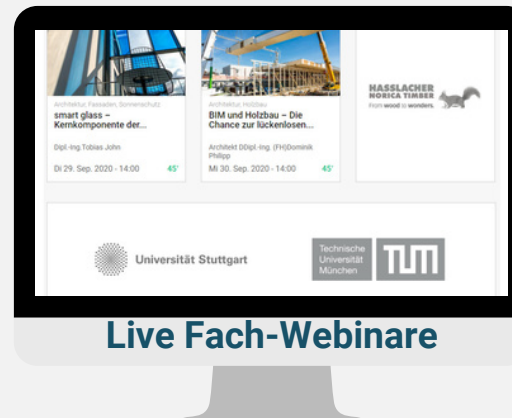 Architektur, Fassaden, Sonnenschutz
smart glass –
Kernkomponente der...
Dipl.-Ing.Tobias John
Di 29. Sep. 2020 - 14:00 45'
Architektur, Holzbau
BIM und Holzbau – Die
Chance zur lückenlosen...
Architekt DDipl.-Ing. (FH)Dominik
Philipp
Mi 30. Sep. 2020 - 14:00 45'
HASSLACHER
NORICA TIMBER
From wood to wonders.
Universität Stuttgart
Technische
Universität
München
TUM
Live Fach-Webinare